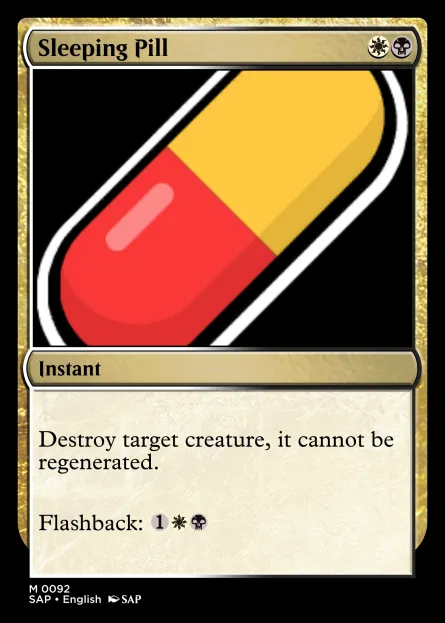 Sleeping Pill
Instant
Destroy target creature, it cannot be
regenerated.
Flashback: 1
M 0092
SAP • English SAP